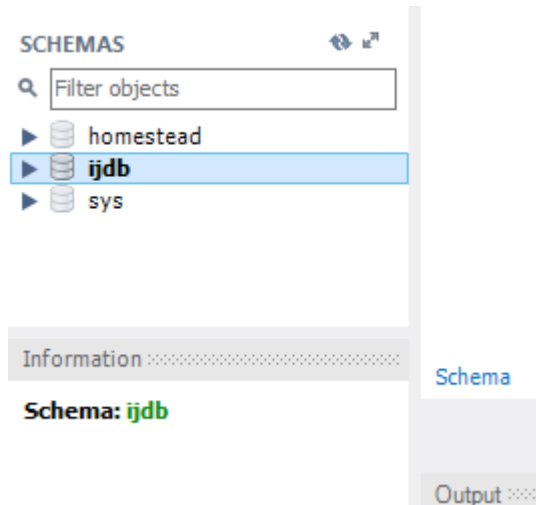 SCHEMAS
Filter objects
homestead
ijdb
sys
Information
Schema: ijdb
Schema
Output